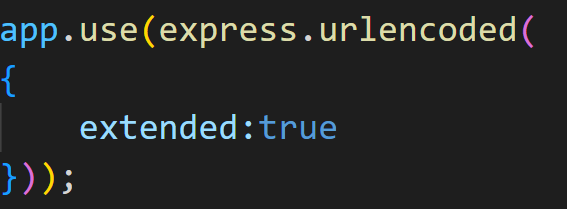 app.use(express.urlencoded(
{
    extended:true
}));